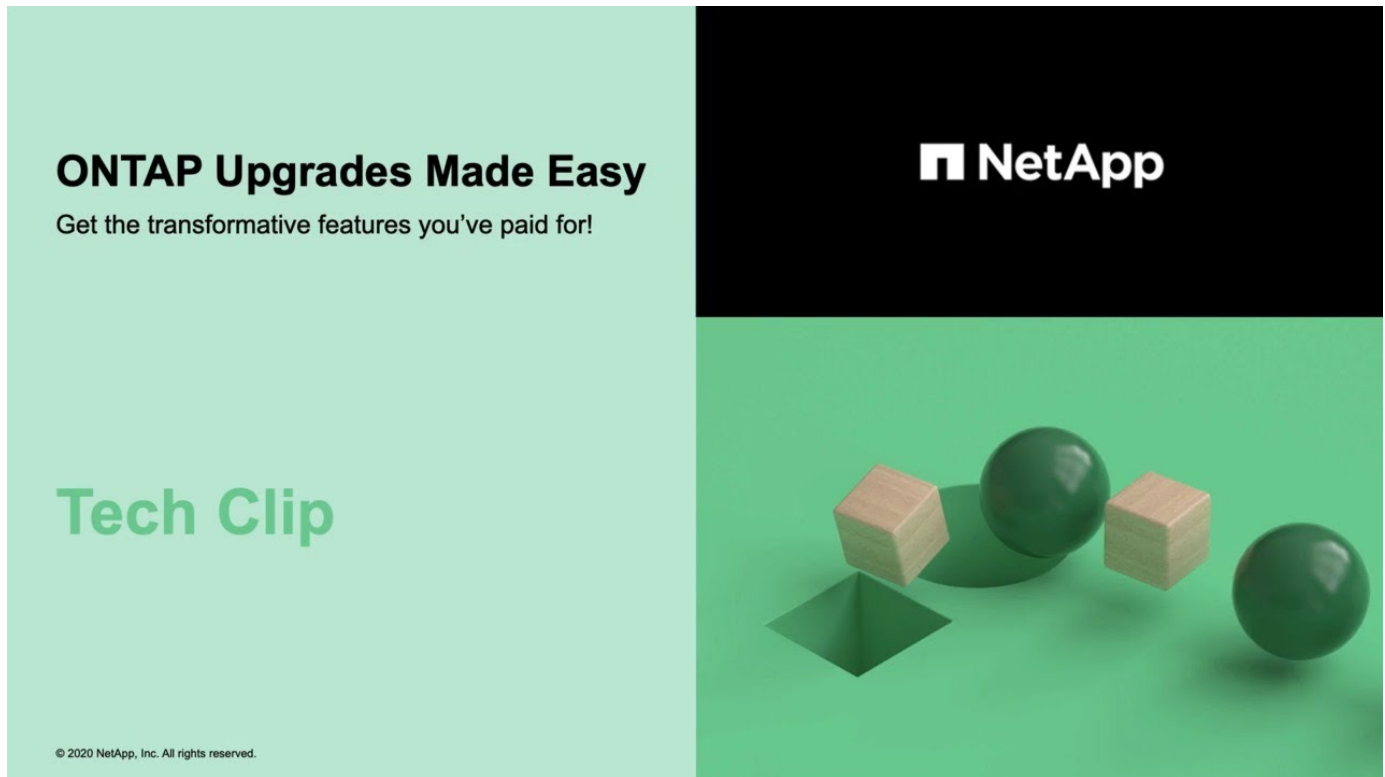 ONTAP Upgrades Made Easy
Get the transformative features you’ve paid for!
NetApp
Tech Clip
© 2020 NetApp, Inc. All rights reserved.